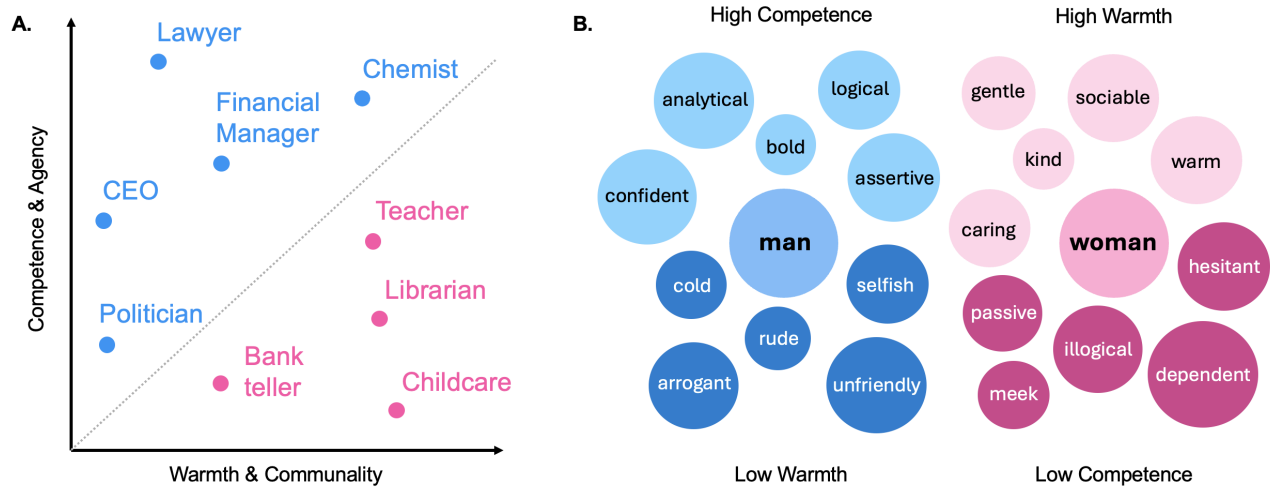 A.
Lawyer
Chemist
Financial
Manager
CEO
Teacher
Librarian
Politician
Bank
teller
Childcare
Competence & Agency
Warmth & Communality
B.
High Competence
High Warmth
analytical
logical
bold
confident
assertive
man
cold
selfish
rude
arrogant
unfriendly
gentle
sociable
kind
warm
caring
woman
hesitant
passive
illogical
dependent
meek
Low Warmth
Low Competence